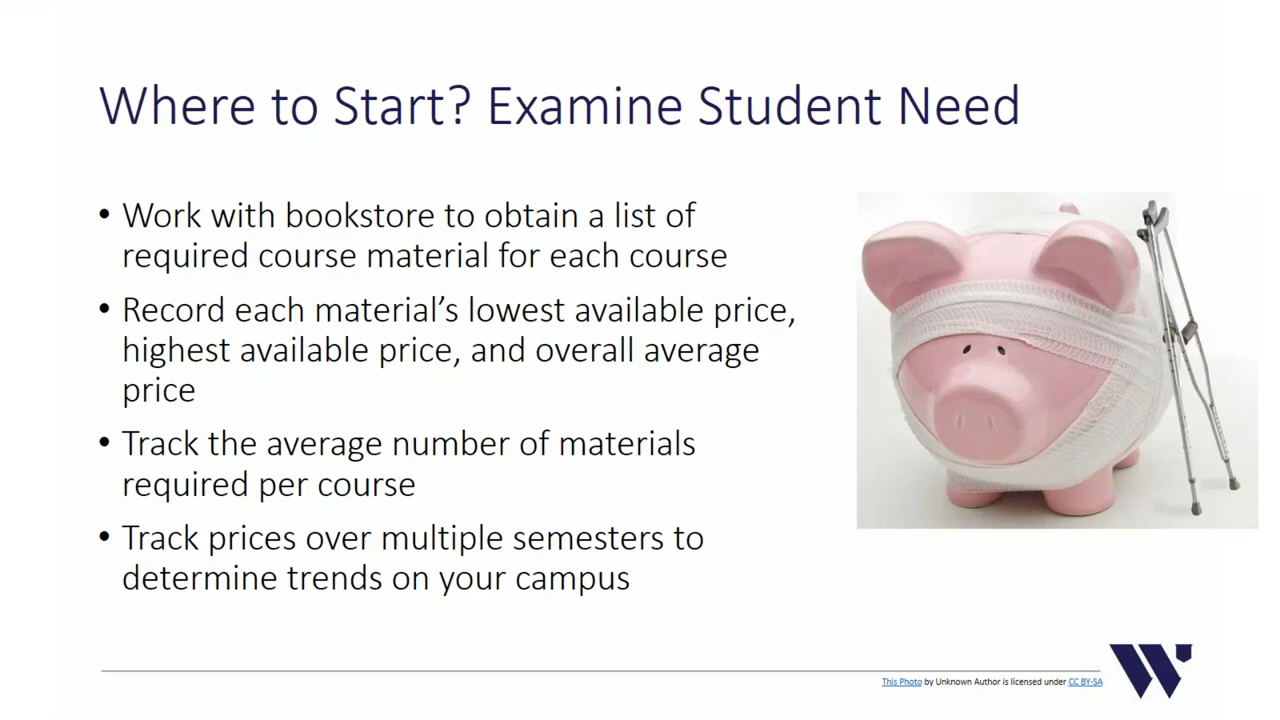 Where to Start? Examine Student Need
• Work with bookstore to obtain a list of
required course material for each course
• Record each material’s lowest available price,
highest available price, and overall average
price
• Track the average number of materials
required per course
• Track prices over multiple semesters to
determine trends on your campus
This Photo by Unknown Author is licensed under CC BY-SA